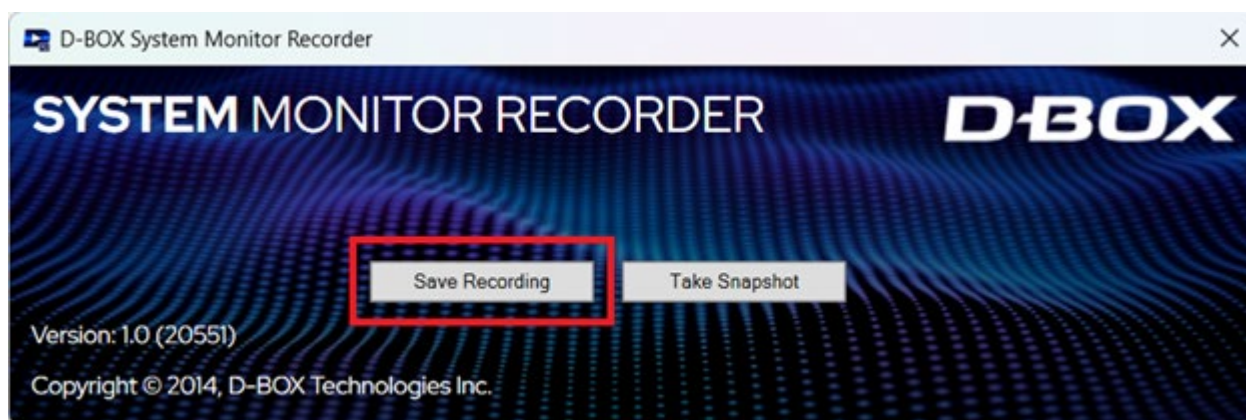 D-BOX System Monitor Recorder
SYSTEM MONITOR RECORDER
D-BOX
Save Recording
Take Snapshot
Version: 1.0 (20551)
Copyright © 2014, D-BOX Technologies Inc.